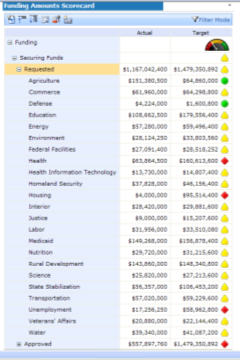 Funding Amounts Scorecard
Filter Mode
Actual Target
Funding
Securing Funds
Requested $1,167,042,400 $1,479,350,892
Agriculture $151,380,500 $64,860,000
Commerce $61,960,000 $64,298,800
Defense $4,224,000 $1,600,800
Education $108,662,500 $179,556,400
Energy $57,280,000 $59,496,400
Environment $28,124,250 $33,803,560
Federal Facilities $27,091,400 $28,518,252
Health $63,864,500 $160,613,600
Health Information Technology $13,730,000 $14,807,400
Homeland Security $37,828,000 $46,156,400
Housing $4,000,000 $95,514,400
Interior $28,420,000 $29,881,600
Justice $9,000,000 $15,207,600
Labor $31,956,000 $33,510,080
Medicaid $149,268,000 $156,878,400
Nutrition $29,720,000 $31,215,600
Rural Development $143,860,000 $148,340,800
Science $25,820,000 $27,213,600
State Stabilization $56,357,000 $106,453,200
Transportation $57,020,000 $59,229,600
Unemployment $17,256,250 $58,962,800
Veterans' Affairs $20,880,000 $22,144,400
Water $39,340,000 $41,087,200
Approved $557,897,760 $1,479,350,892